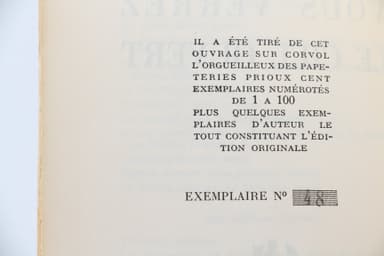 IL A ÉTÉ TIRÉ DE CET
OUVRAGE SUR CORVOL
L'ORGUEILLEUX DES PAPE-
TERIES PRIOUX CENT
EXEMPLAIRES NUMÉROTÉS
DE 1 A 100
PLUS QUELQUES EXEM-
PLAIRES D'AUTEUR LE
TOUT CONSTITUANT L'ÉDI-
TION ORIGINALE
EXEMPLAIRE Nº 48